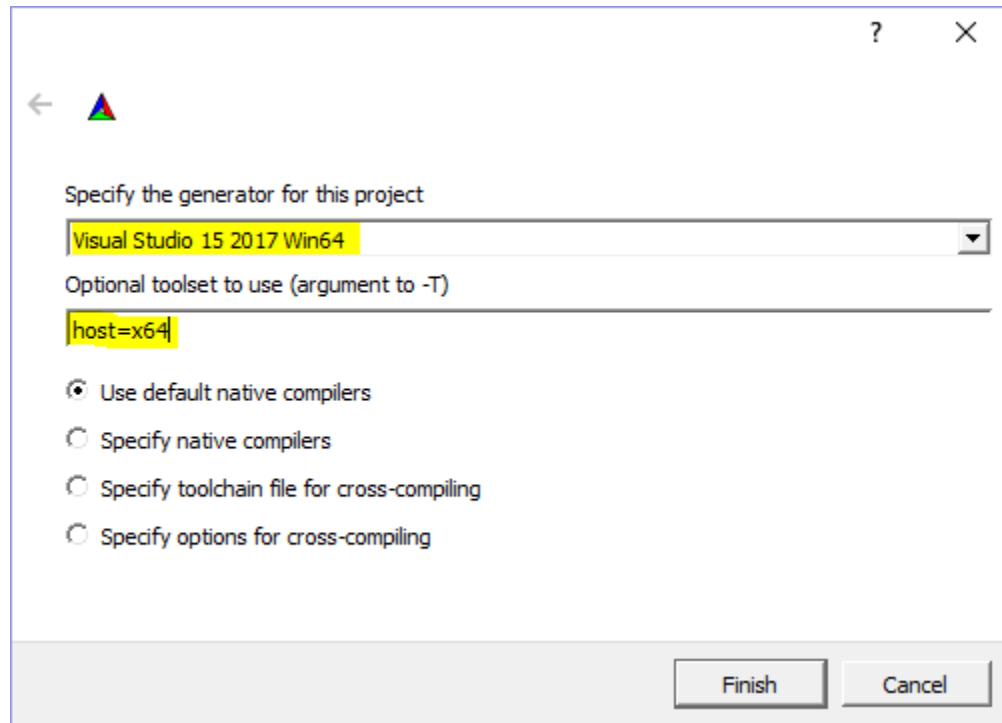 ?
Specify the generator for this project
Visual Studio 15 2017 Win64
Optional toolset to use (argument to -T)
host=x64
Use default native compilers
Specify native compilers
Specify toolchain file for cross-compiling
Specify options for cross-compiling
Finish Cancel